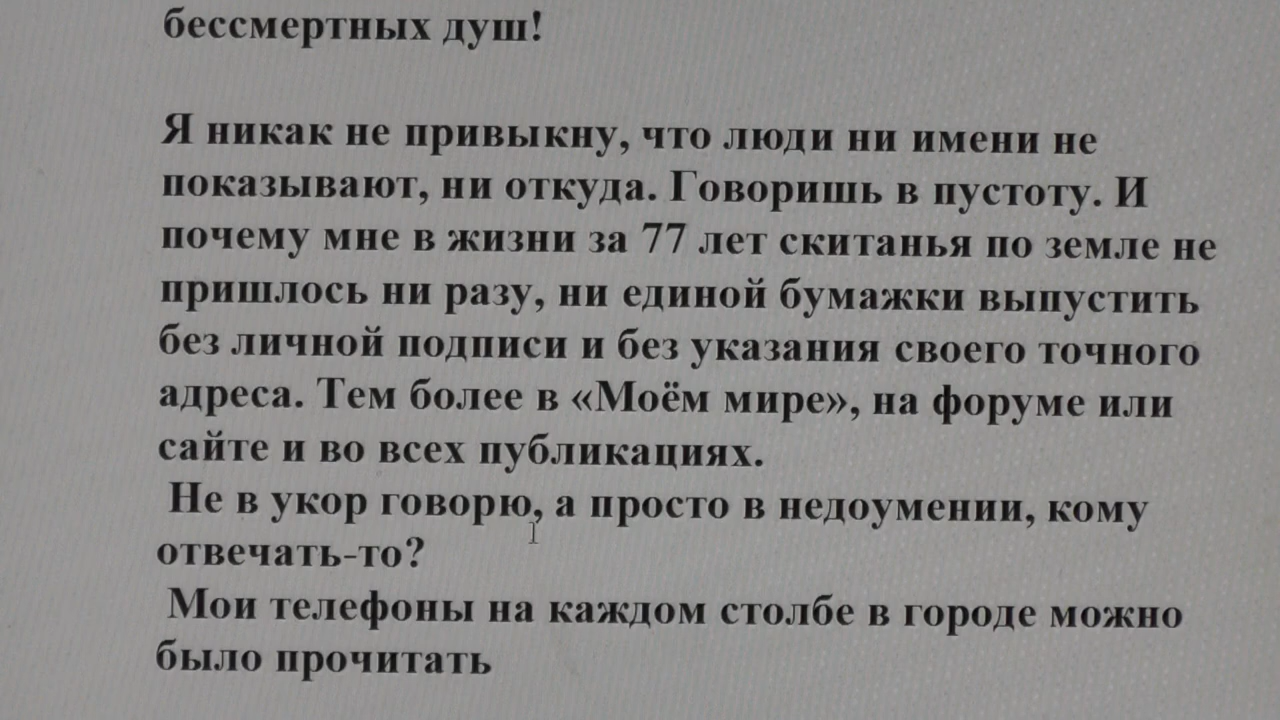 бессмертных душ!
Я никак не привыкну, что люди ни имени не
показывают, ни откуда. Говоришь в пустоту. И
почему мне в жизни за 77 лет скитанья по земле не
пришлось ни разу, ни единой бумажки выпустить
без личной подписи и без указания своего точного
адреса. Тем более в «Моём мире», на форуме или
сайте и во всех публикациях.
Не в укор говорю, а просто в недоумении, кому
отвечать-то?
Мои телефоны на каждом столбе в городе можно
было прочитать